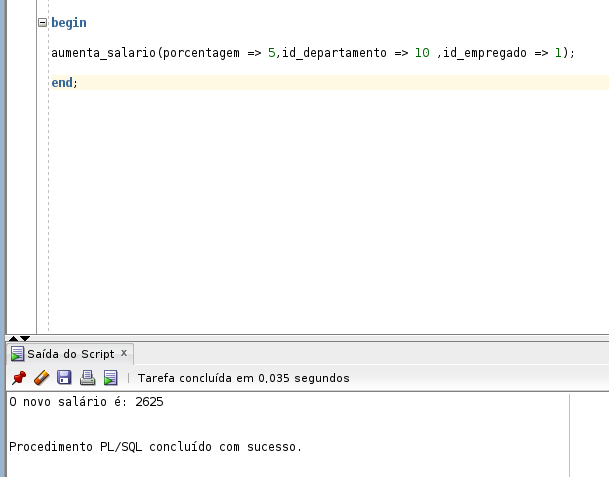 begin
aumenta_salario(porcentagem => 5,id_departamento => 10 ,id_empregado => 1);
end;
Saída do Script x
Tarefa concluída em 0,035 segundos
O novo salário é: 2625
Procedimento PL/SQL concluído com sucesso.